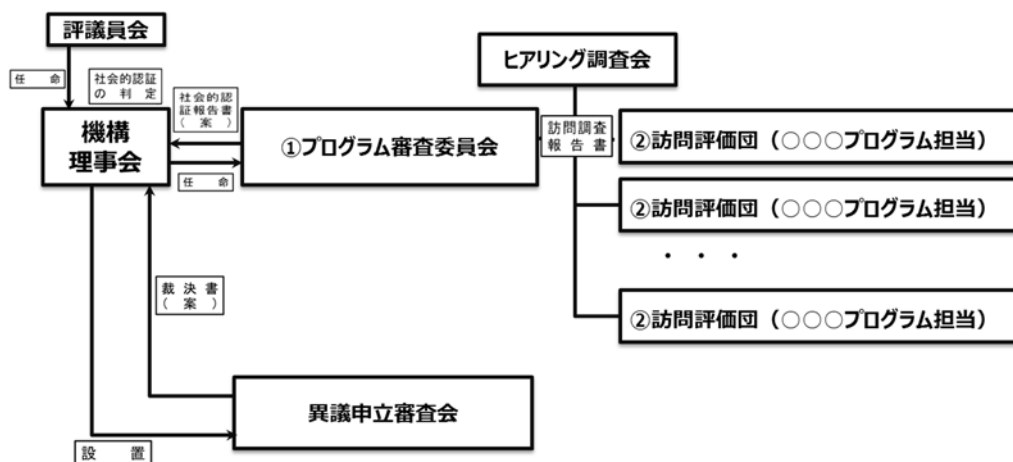 評議員会
任命
社会的認証
の判定
機構
理事会
社会的認
証報告書
(案)
任命
①プログラム審査委員会
ヒアリング調査会
訪問調査
報告書
②訪問評価団（○○○プログラム担当）
②訪問評価団（○○○プログラム担当）
・・・
②訪問評価団（○○○プログラム担当）
裁決書
(案)
異議申立審査会
設置